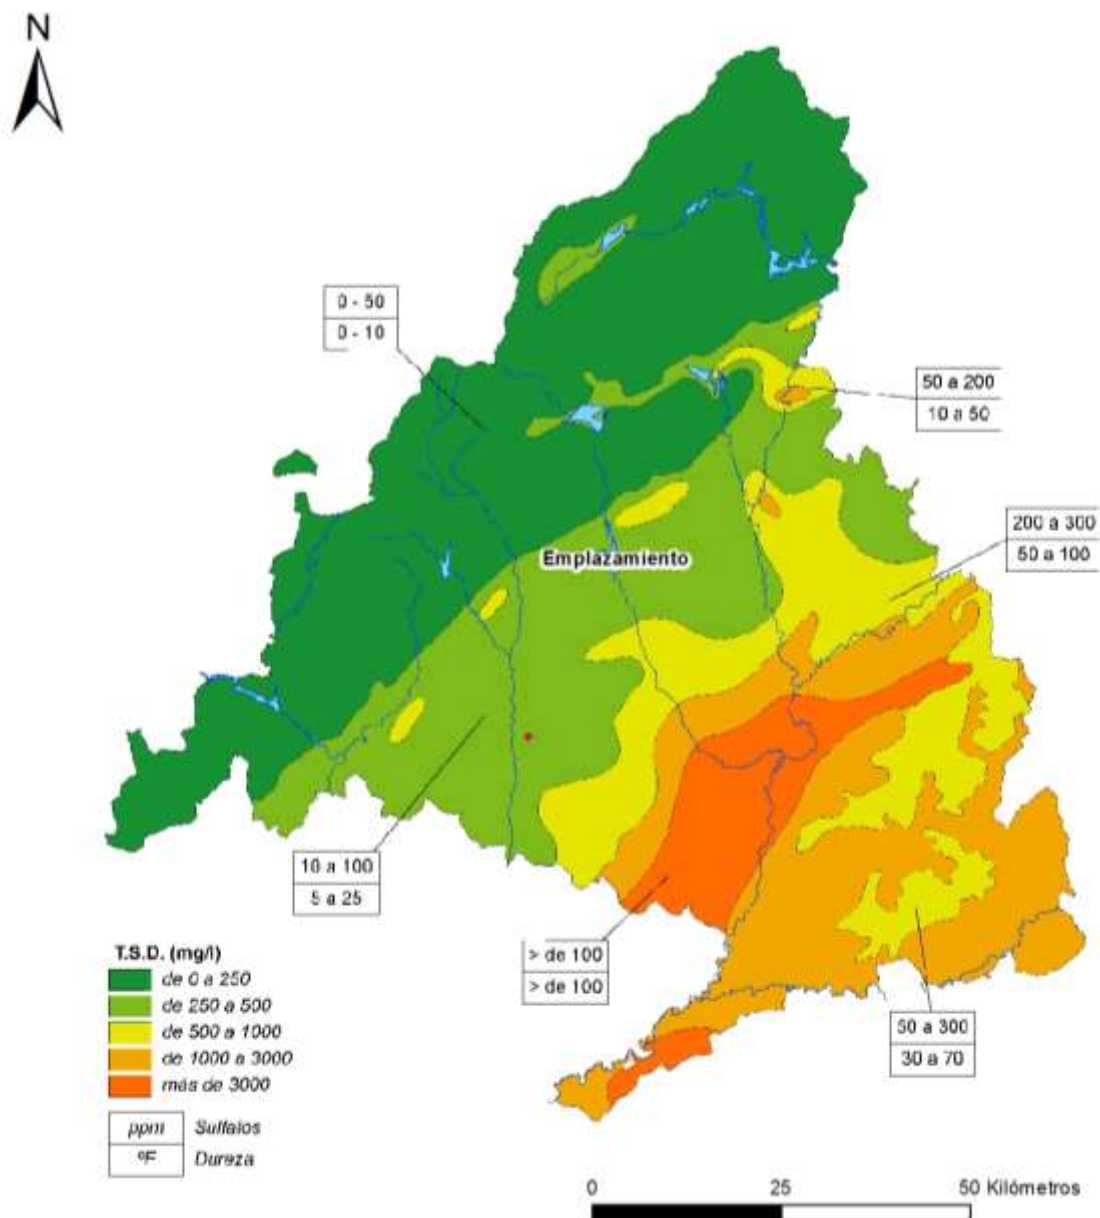 N
0 - 50
0 - 10
50 a 200
10 a 50
200 a 300
50 a 100
Emplazamiento
10 a 100
5 a 25
> de 100
> de 100
50 a 300
30 a 70
T.S.D. (mg/l)
de 0 a 250
de 250 a 500
de 500 a 1000
de 1000 a 3000
más de 3000
ppm Sulfatos
ºF Dureza
0 25 50 Kilómetros